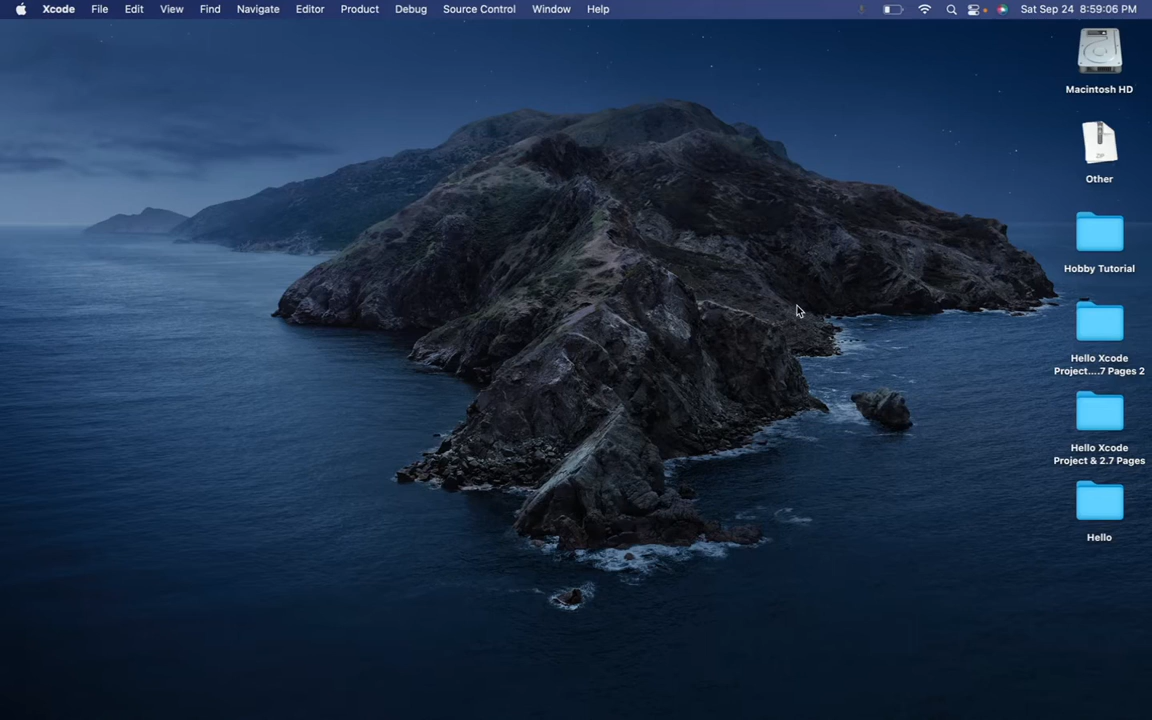 Xcode File Edit View Find Navigate Editor Product Debug Source Control Window Help Sat Sep 24 8:59:06 PM
Macintosh HD
ZIP
Other
Hobby Tutorial
Hello Xcode
Project....7 Pages 2
Hello Xcode
Project & 2.7 Pages
Hello